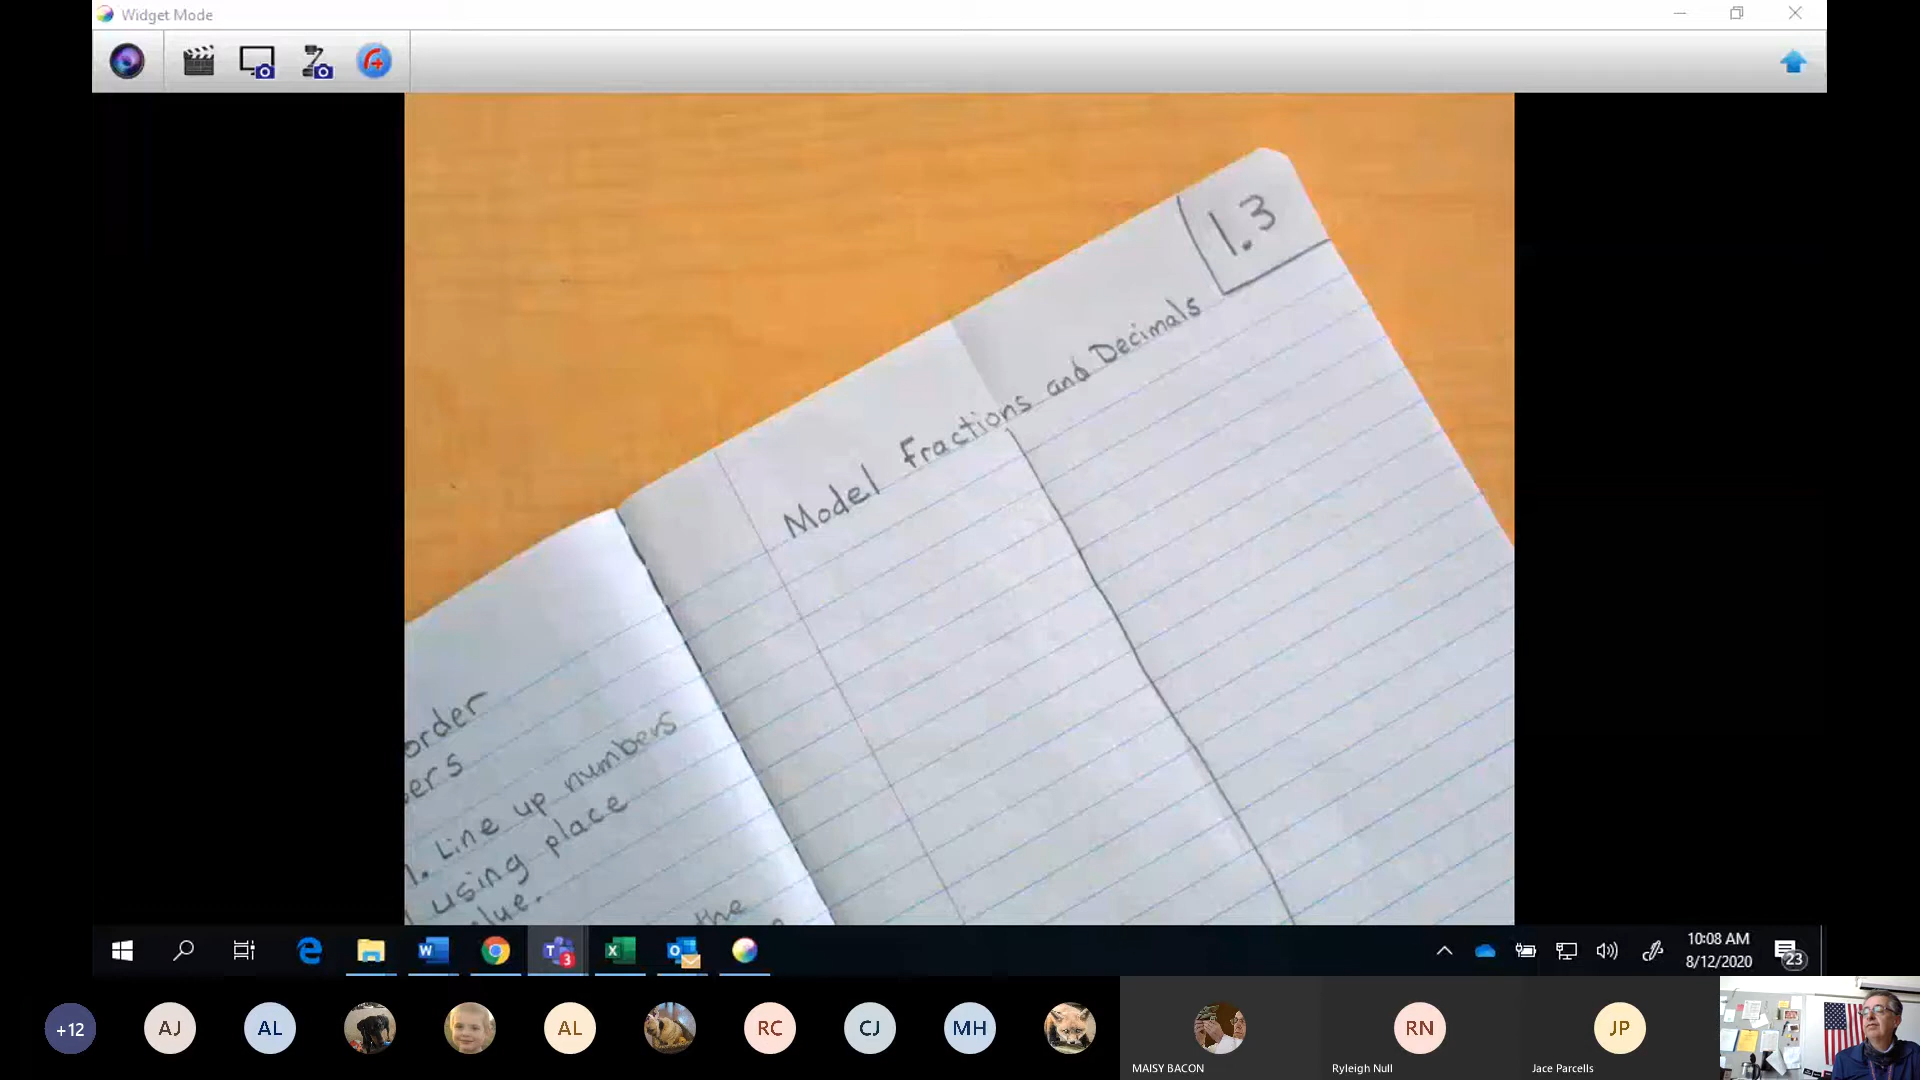 Widget Mode
1.3
Model Fractions and Decimals
order
1. Line up numbers
using place
the
10:08 AM
8/12/2020
23
3
+12
AJ
AL
AL
RC
CJ
MH
RN
JP
MAISY BACON
Ryleigh Null
Jace Parcells